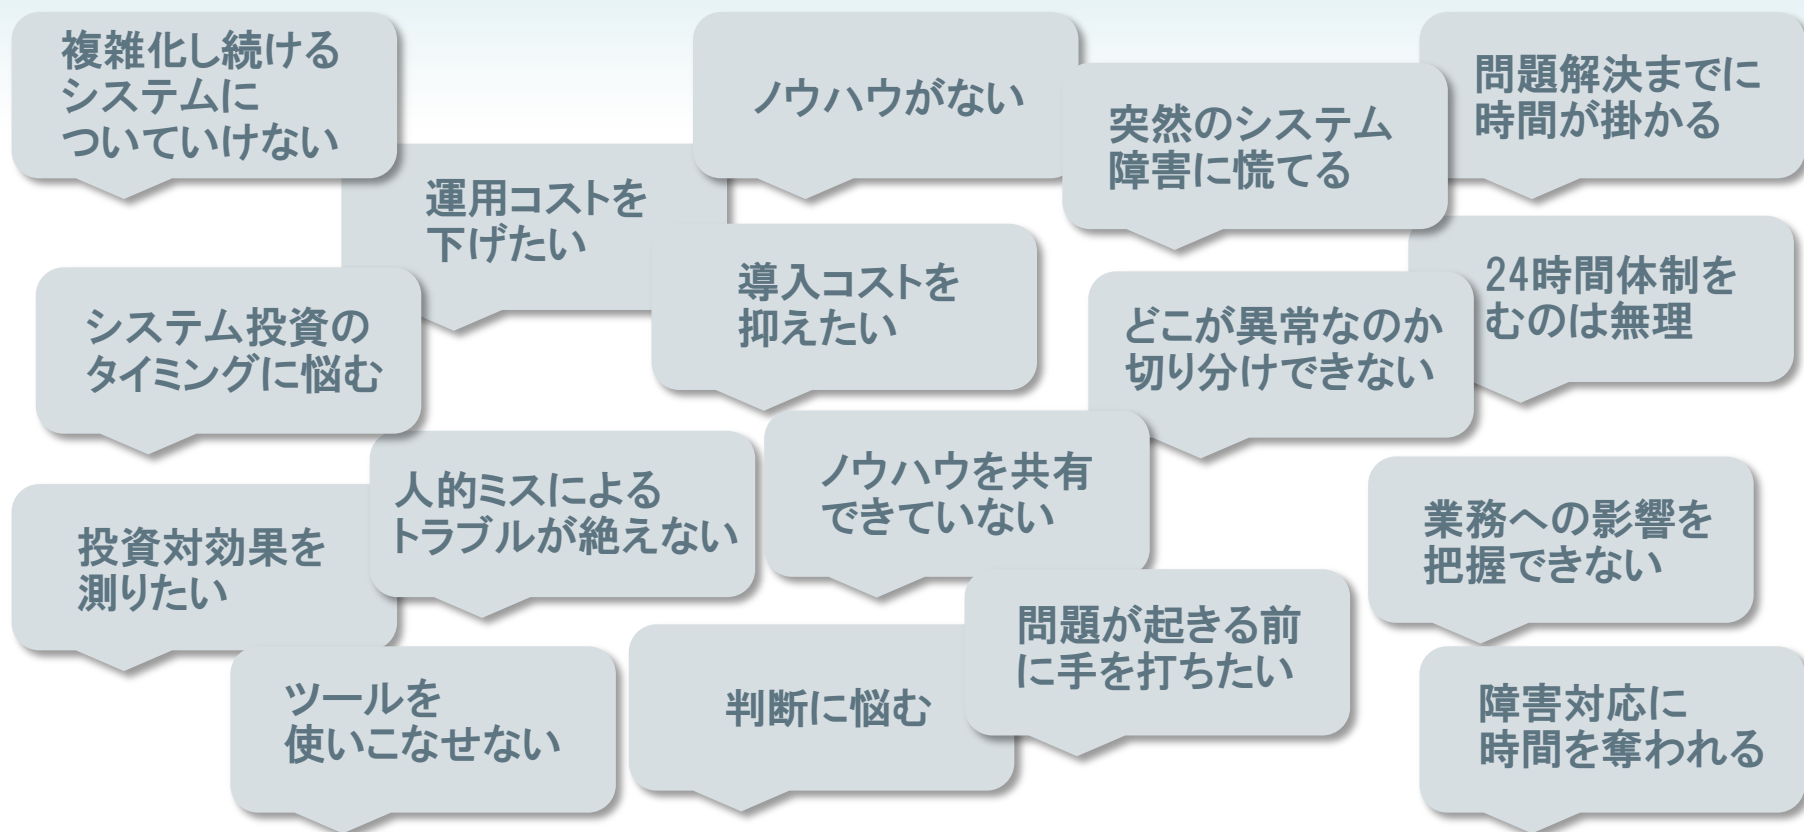 複雑化し続ける
システムに
ついていけない
ノウハウがない
突然のシステム
障害に慌てる
問題解決までに
時間が掛かる
運用コストを
下げたい
導入コストを
抑えたい
24時間体制を
むのは無理
システム投資の
タイミングに悩む
どこが異常なのか
切り分けできない
人的ミスによる
トラブルが絶えない
ノウハウを共有
できていない
投資対効果を
測りたい
業務への影響を
把握できない
問題が起きる前
に手を打ちたい
ツールを
使いこなせない
判断に悩む
障害対応に
時間を奪われる